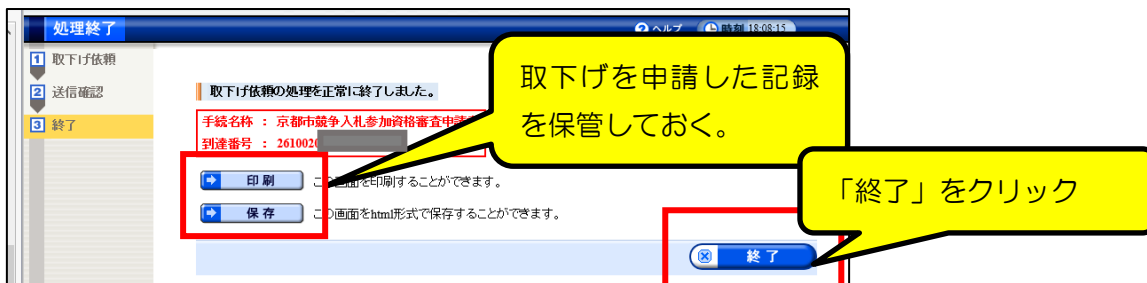 処理終了
ヘルプ
時刻 18:08:15
1 取下げ依頼
2 送信確認
3 終了
取下げ依頼の処理を正常に終了しました。
手続名称 : 京都市競争入札参加資格審査申請
到達番号 : 2610020
印刷
この画面を印刷することができます。
保存
この画面をhtml形式で保存することができます。
終了
取下げを申請した記録
を保管しておく。
「終了」をクリック